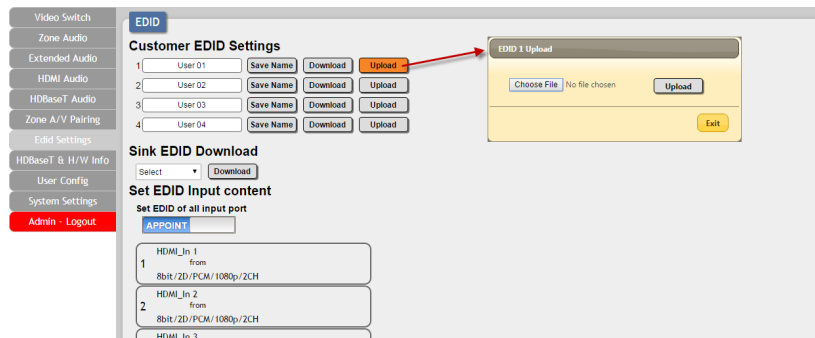 Video Switch
Zone Audio
Extended Audio
HDMI Audio
HDBaseT Audio
Zone A/V Pairing
Edid Settings
HDBaseT & H/W Info
User Config
System Settings
Admin - Logout
EDID
Customer EDID Settings
1 User 01 Save Name Download Upload
2 User 02 Save Name Download Upload
3 User 03 Save Name Download Upload
4 User 04 Save Name Download Upload
Sink EDID Download
Select Download
Set EDID Input content
Set EDID of all input port
APPOINT
HDMI_In 1
1 from
8bit/2D/PCM/1080p/2CH
HDMI_In 2
2 from
8bit/2D/PCM/1080p/2CH
HDMI_In 3
EDID 1 Upload
Choose File No file chosen Upload
Exit